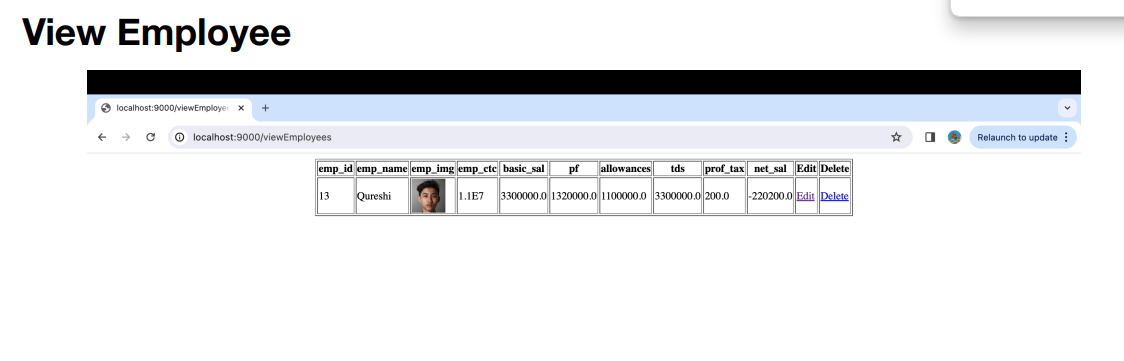 View Employee
localhost:9000/viewEmployee
localhost:9000/viewEmployees
Relaunch to update
emp_id emp_name emp_img emp_ctc basic_sal pf allowances tds prof_tax net_sal Edit Delete
13 Qureshi 1.1E7 3300000.0 1320000.0 1100000.0 3300000.0 200.0 -220200.0 Edit Delete